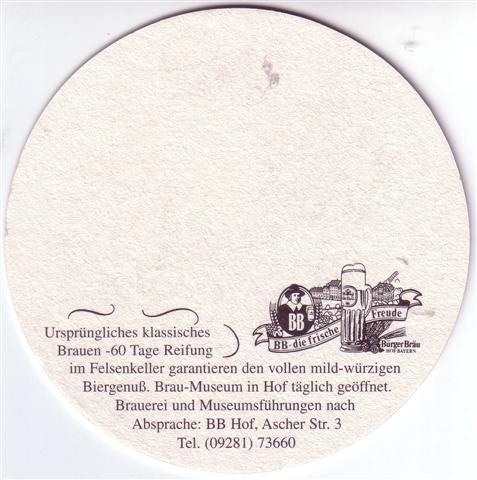 BB
BB - die frische Freude
Bürger Bräu
HOF-BAYERN
Ursprüngliches klassisches
Brauen -60 Tage Reifung
im Felsenkeller garantieren den vollen mild-würzigen
Biergenuß. Brau-Museum in Hof täglich geöffnet.
Brauerei und Museumsführungen nach
Absprache: BB Hof, Ascher Str. 3
Tel. (09281) 73660